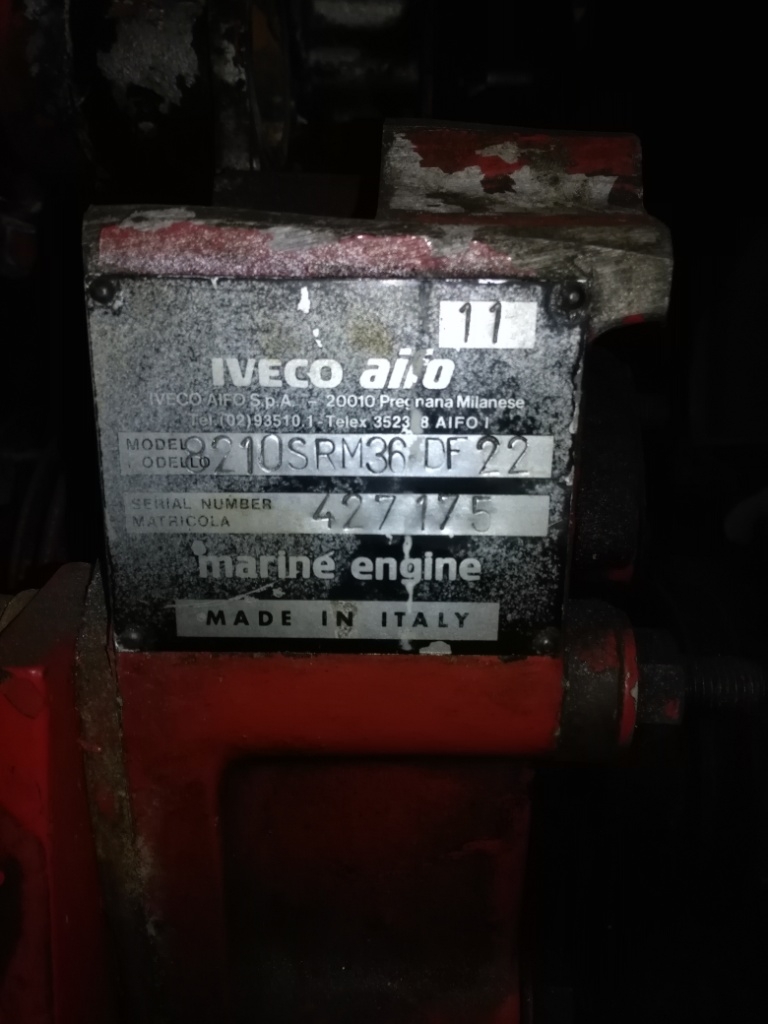 11
IVECO aifo
IVECO AIFO S.p.A. - 20010 Pregnana Milanese
Tel.(02)93510.1 - Telex 3523 8 AIFO I
MODEL 8210SRM36 DF22
MODELLO
SERIAL NUMBER 427175
MATRICOLA
marine engine
MADE IN ITALY